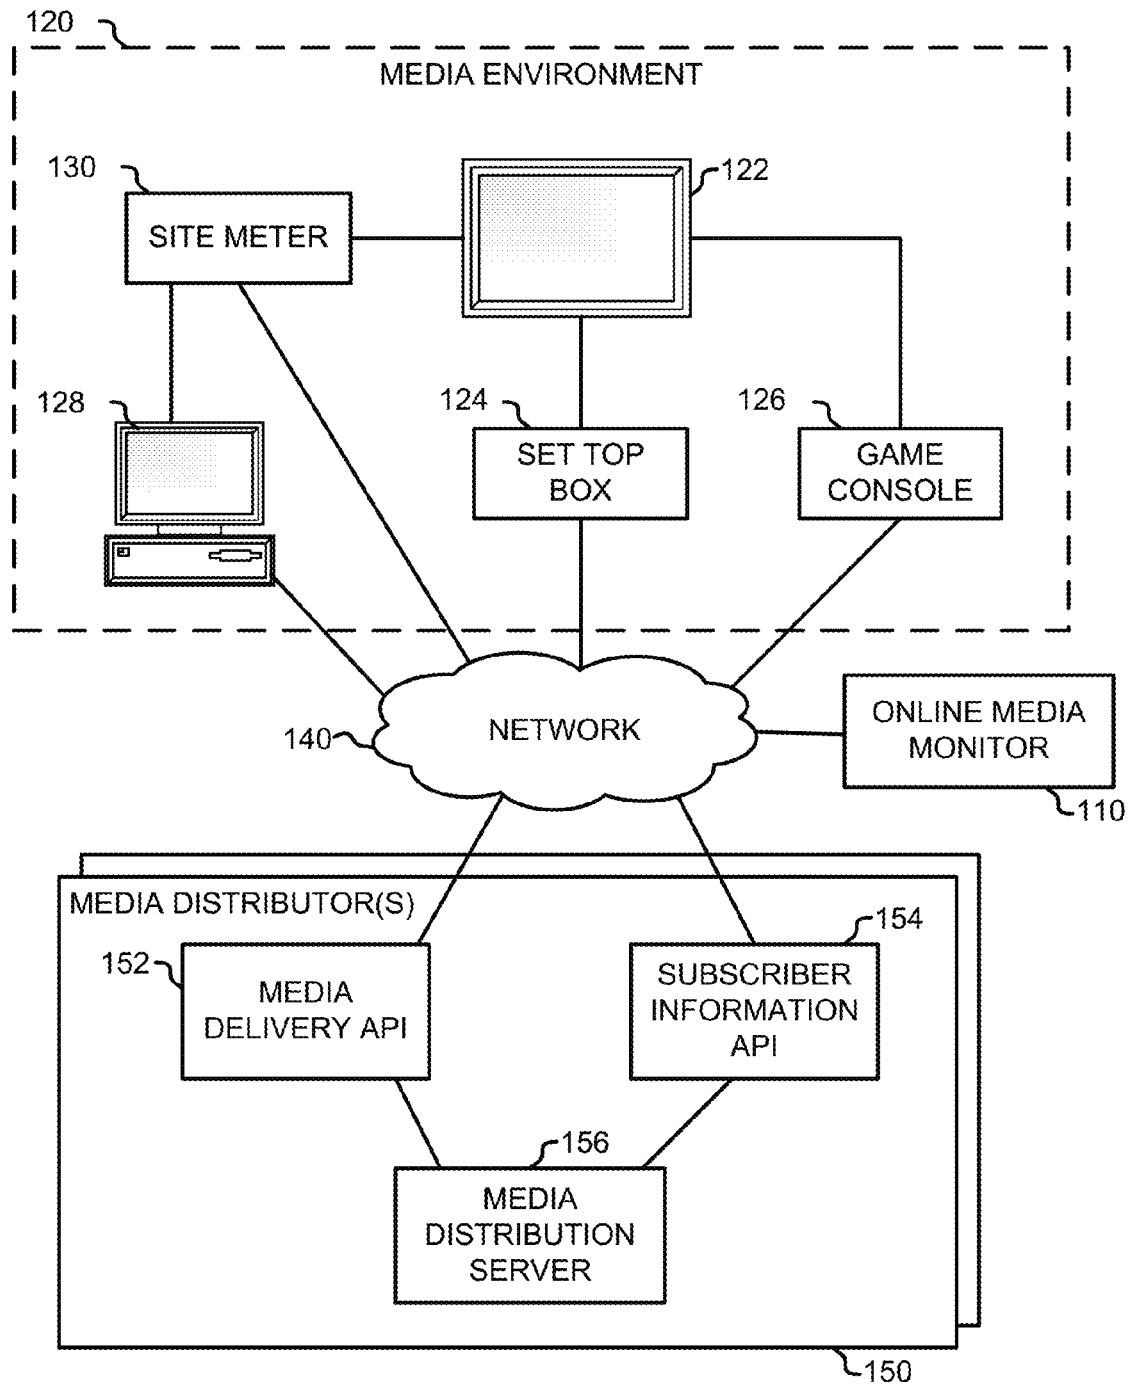 120
MEDIA ENVIRONMENT
130
122
SITE METER
128
124
126
SET TOP
BOX
GAME
CONSOLE
140
NETWORK
ONLINE MEDIA
MONITOR
110
MEDIA DISTRIBUTOR(S)
152
154
MEDIA
DELIVERY API
SUBSCRIBER
INFORMATION
API
156
MEDIA
DISTRIBUTION
SERVER
150